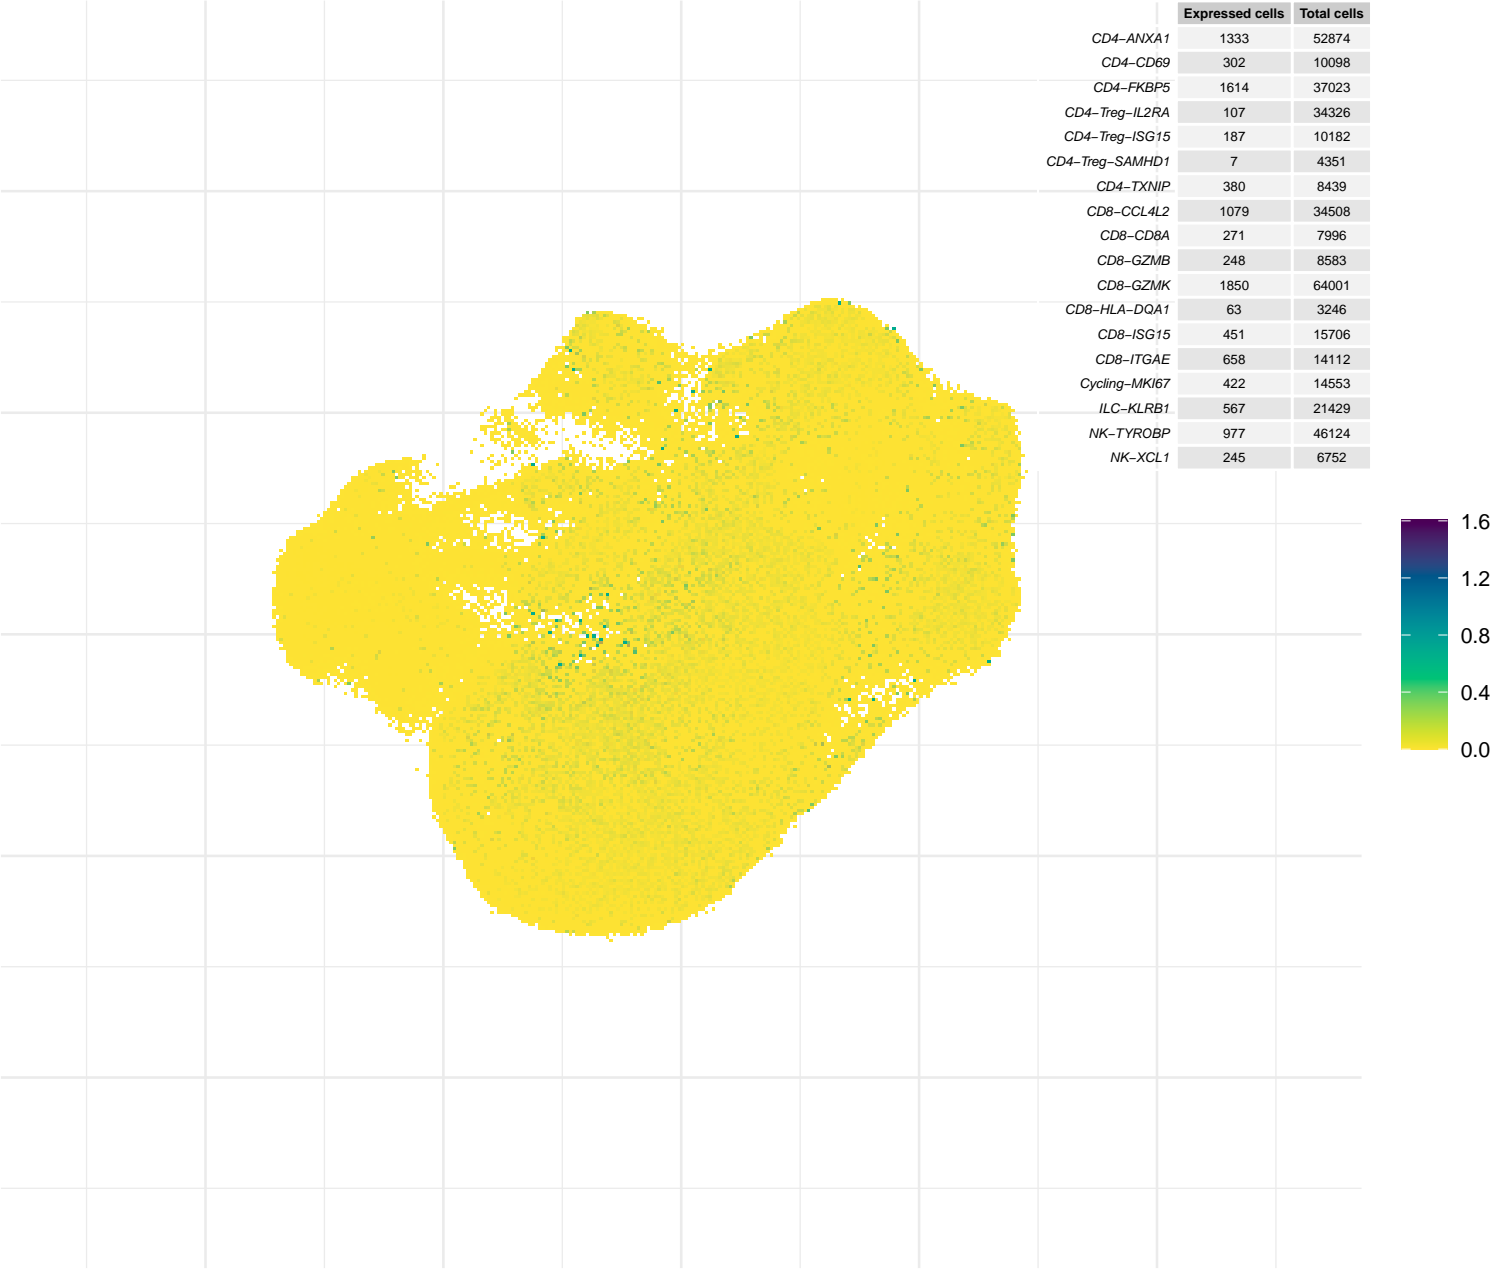 Expressed cells Total cells
CD4−ANXA1 1333 52874
CD4−CD69 302 10098
CD4−FKBP5 1614 37023
CD4−Treg−IL2RA 107 34326
CD4−Treg−ISG15 187 10182
CD4−Treg−SAMHD1 7 4351
CD4−TXNIP 380 8439
CD8−CCL4L2 1079 34508
CD8−CD8A 271 7996
CD8−GZMB 248 8583
CD8−GZMK 1850 64001
CD8−HLA−DQA1 63 3246
CD8−ISG15 451 15706
CD8−ITGAE 658 14112
Cycling−MKI67 422 14553
ILC−KLRB1 567 21429
NK−TYROBP 977 46124
NK−XCL1 245 6752
1.6
1.2
0.8
0.4
0.0